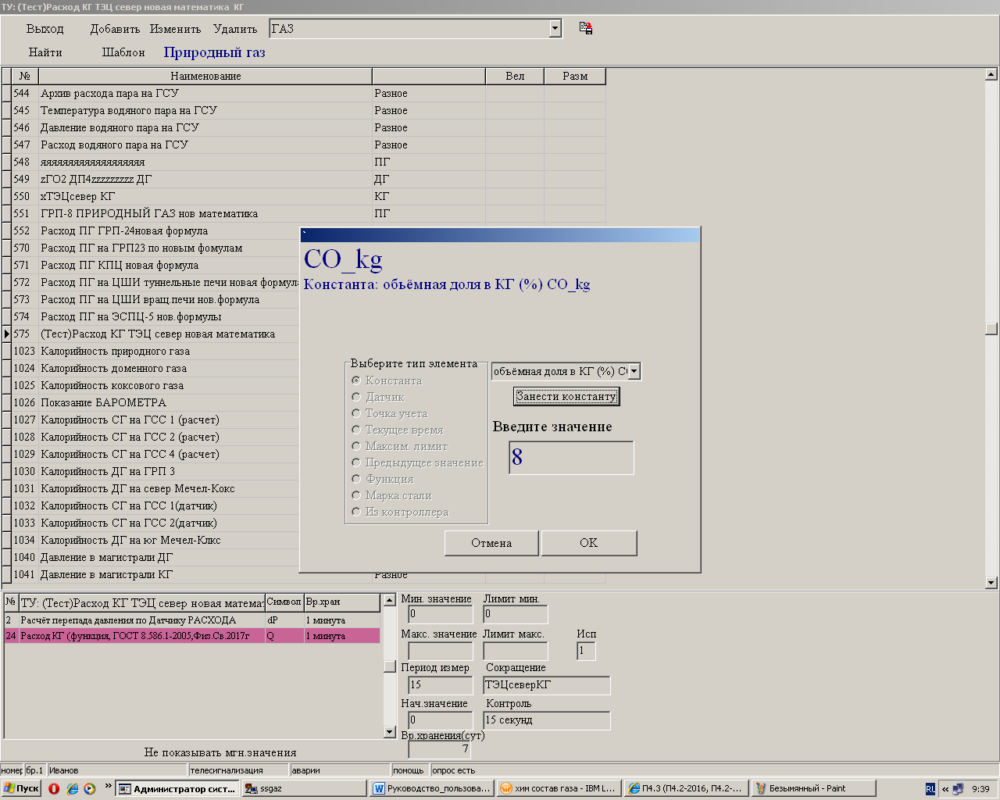 ТУ: (Тест)Расход КГ ТЭЦ север новая математика КГ
Выход Добавить Изменить Удалить ГАЗ
Найти Шаблон Природный газ
№ Наименование Вел Разм
544 Архив расхода пара на ГСУ Разное
545 Температура водяного пара на ГСУ Разное
546 Давление водяного пара на ГСУ Разное
547 Расход водяного пара на ГСУ Разное
548 яяяяяяяяяяяяяяяяяяя ПГ
549 zГО2 ДП4zzzzzzzzz ДГ ДГ
550 хТЭЦсевер КГ КГ
551 ГРП-8 ПРИРОДНЫЙ ГАЗ нов математика ПГ
552 Расход ПГ ГРП-24новая формула
570 Расход ПГ на ГРП23 по новым фомулам
571 Расход ПГ КПЦ новая формула
572 Расход ПГ на ЦШИ туннельные печи новая формул
573 Расход ПГ на ЦШИ вращ.печи нов.формула
574 Расход ПГ на ЭСПЦ-5 нов.формулы
575 (Тест)Расход КГ ТЭЦ север новая математика
1023 Калорийность природного газа
1024 Калорийность доменного газа
1025 Калорийность коксового газа
1026 Показание БАРОМЕТРА
1027 Калорийность СГ на ГСС 1 (расчет)
1028 Калорийность СГ на ГСС 2 (расчет)
1029 Калорийность СГ на ГСС 4 (расчет)
1030 Калорийность ДГ на ГРП 3
1031 Калорийность ДГ на север Мечел-Кокс
1032 Калорийность СГ на ГСС 1(датчик)
1033 Калорийность СГ на ГСС 2(датчик)
1034 Калорийность ДГ на юг Мечел-Клкс
1040 Давление в магистрали ДГ
1041 Давление в магистрали КГ Разное
CO_kg
Константа: объёмная доля в КГ (%) CO_kg
Выберите тип элемента
Константа
Датчик
Точка учета
Текущее время
Максим. лимит
Предыдущее значение
Функция
Марка стали
Из контроллера
объёмная доля в КГ (%) C
Занести константу
Введите значение
8
Отмена OK
№ ТУ: (Тест)Расход КГ ТЭЦ север новая матема Символ Вр.хран
2 Расчёт перепада давления по Датчику РАСХОДА dP 1 минута
24 Расход КГ (функция, ГОСТ 8.586.1-2005,Физ.Св.2017г Q 1 минута
Не показывать мгн.значения
Мин. значение Лимит мин.
0 0
Макс. значение Лимит макс. Исп
1
Период измер Сокращение
15 ТЭЦсеверКГ
Нач.значение Контроль
0 15 секунд
Вр.хранения(сут)
7
номер бр.1 Иванов телесигнализация аварии помощь опрос есть
Пуск » Администратор сист... ssgaz Руководство_пользова... хим состав газа - IBM L... П4.3 (П4.2-2016, П4.2-... Безымянный - Paint RL « 9:39